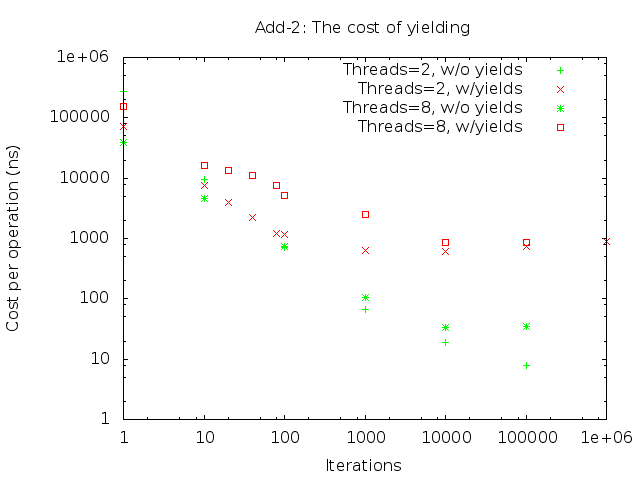 Add-2: The cost of yielding
Threads=2, w/o yields
Threads=2, w/yields
Threads=8, w/o yields
Threads=8, w/yields
Cost per operation (ns)
1e+06
100000
10000
1000
100
10
1
1 10 100 1000 10000 100000 1e+06
Iterations